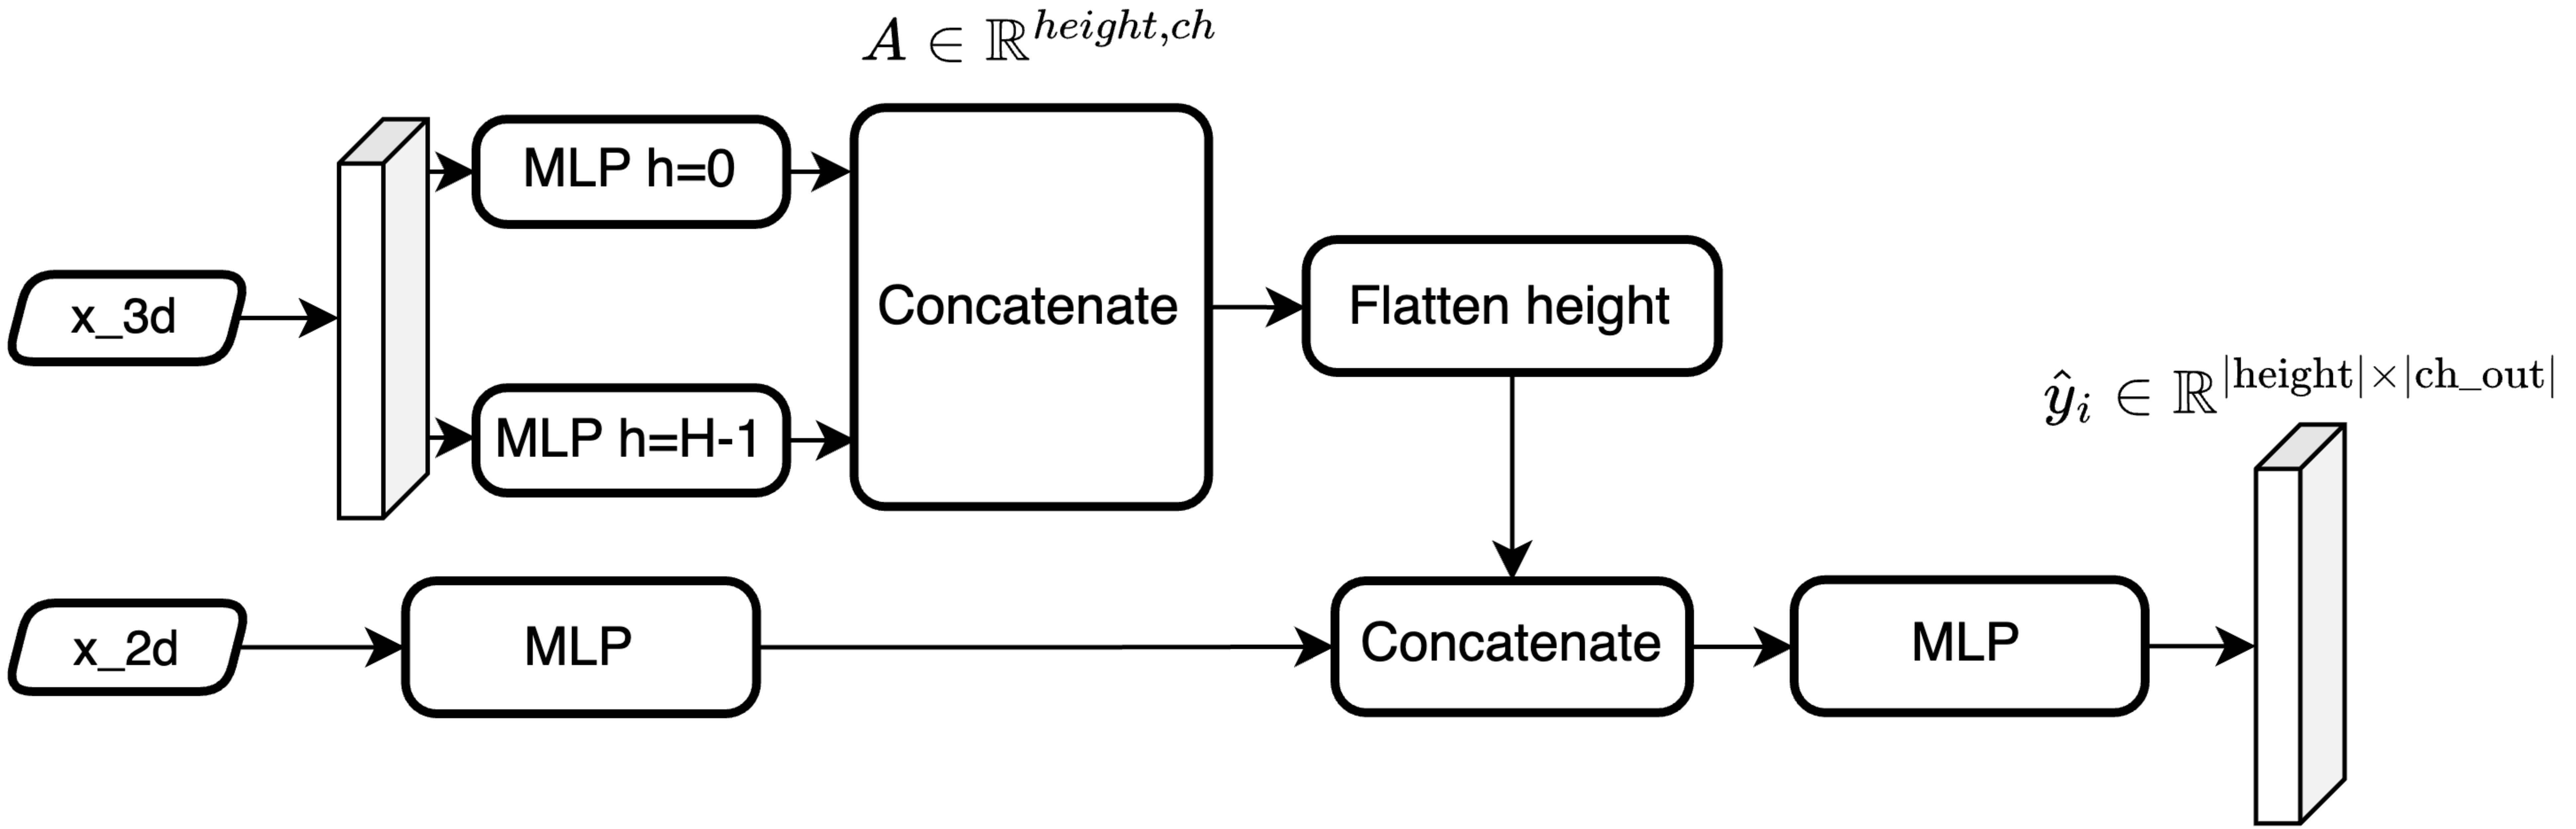 A ∈ ℝ^{height,ch}
MLP h=0
x_3d
Concatenate
Flatten height
MLP h=H-1
ŷ_i ∈ ℝ^{|height|×|ch_out|}
x_2d
MLP
Concatenate
MLP